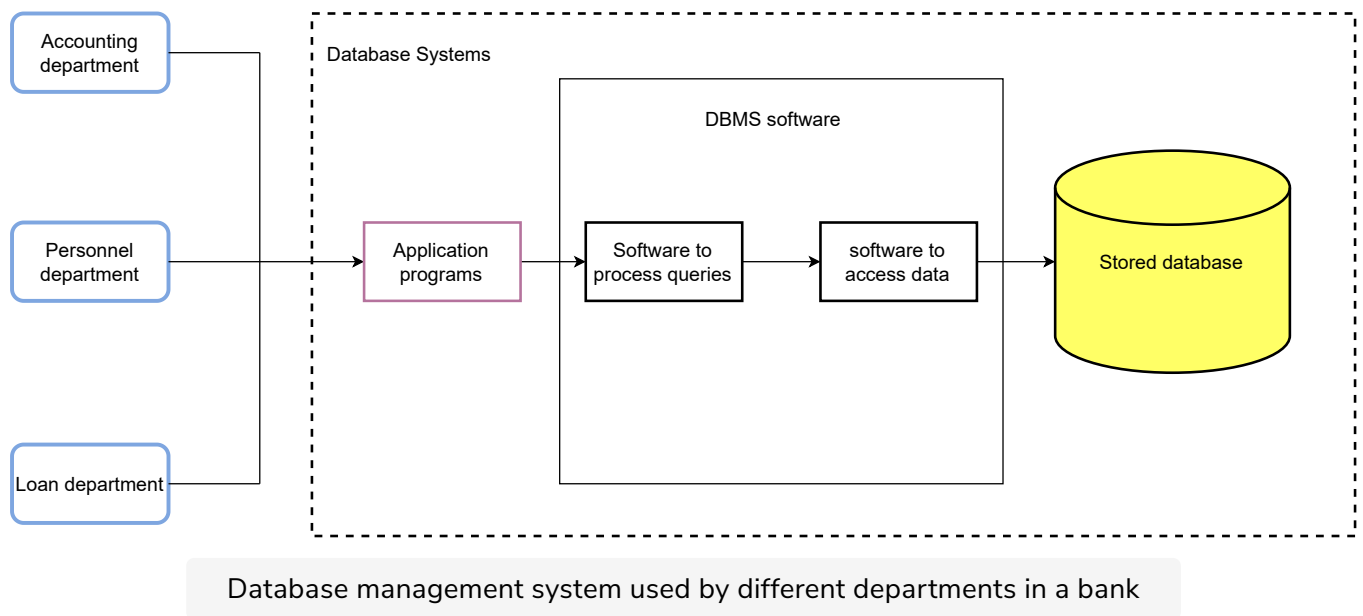 Accounting
department
Database Systems
DBMS software
Personnel
department
Application
programs
Software to
process queries
software to
access data
Stored database
Loan department
Database management system used by different departments in a bank